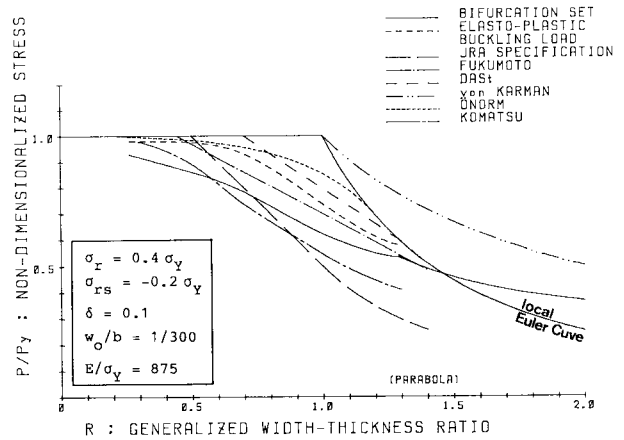 BIFURCATION SET
ELASTO-PLASTIC
BUCKLING LOAD
JRA SPECIFICATION
FUKUMOTO
DASt
von KARMAN
ÖNORM
KOMATSU
P/Py : NON-DIMENSIONALIZED STRESS
1.0
0.5
σr = 0.4 σY
σrs = -0.2 σY
δ = 0.1
wo/b = 1/300
E/σY = 875
local
Euler Cuve
(PARABOLA)
0 0.5 1.0 1.5 2.0
R : GENERALIZED WIDTH-THICKNESS RATIO